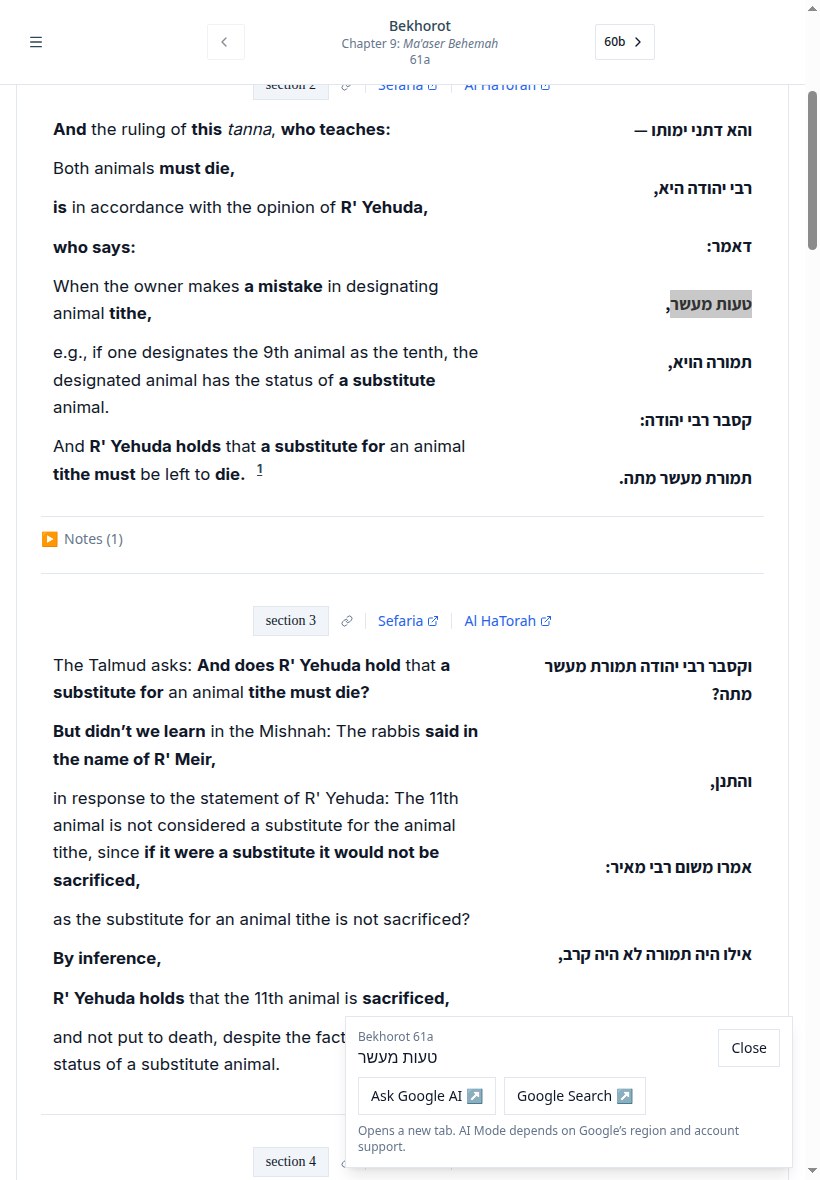 Bekhorot
Chapter 9: Ma'aser Behemah
61a
60b
section 2
Sefaria
Al HaTorah
And the ruling of this tanna, who teaches:
Both animals must die,
is in accordance with the opinion of R' Yehuda,
who says:
When the owner makes a mistake in designating
animal tithe,
e.g., if one designates the 9th animal as the tenth, the
designated animal has the status of a substitute
animal.
And R' Yehuda holds that a substitute for an animal
tithe must be left to die. 1
והא דתני ימותו —
רבי יהודה היא,
דאמר:
טעות מעשר,
תמורה הויא,
קסבר רבי יהודה:
תמורת מעשר מתה.
Notes (1)
section 3
Sefaria
Al HaTorah
The Talmud asks: And does R' Yehuda hold that a
substitute for an animal tithe must die?
But didn’t we learn in the Mishnah: The rabbis said in
the name of R' Meir,
in response to the statement of R' Yehuda: The 11th
animal is not considered a substitute for the animal
tithe, since if it were a substitute it would not be
sacrificed,
as the substitute for an animal tithe is not sacrificed?
By inference,
R' Yehuda holds that the 11th animal is sacrificed,
and not put to death, despite the fact
status of a substitute animal.
וקסבר רבי יהודה תמורת מעשר
מתה?
והתנן,
אמרו משום רבי מאיר:
אילו היה תמורה לא היה קרב,
section 4
Bekhorot 61a
טעות מעשר
Close
Ask Google AI ↗
Google Search ↗
Opens a new tab. AI Mode depends on Google’s region and account
support.